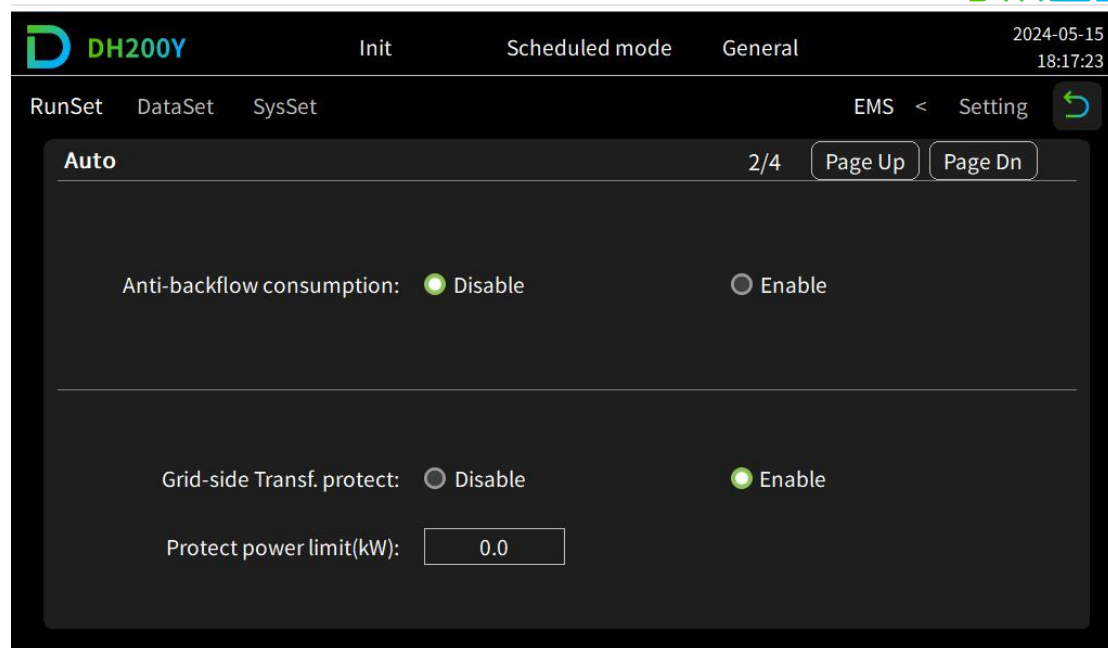 DH200Y Init Scheduled mode General 2024-05-15
18:17:23
RunSet DataSet SysSet EMS < Setting
Auto 2/4 Page Up Page Dn
Anti-backflow consumption: Disable Enable
Grid-side Transf. protect: Disable Enable
Protect power limit(kW): 0.0